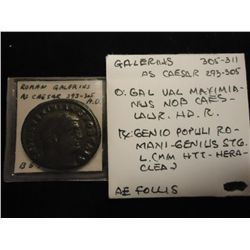 ROMAN GALERIUS
AS CAESAR 293-305
A.D.
GALERIUS 305-311
AS CAESAR 293-305
O: GAL VAL MAXIMIA-
NUS NOB CAES-
LAUR. HD. R.
R: GENIO POPULI RO-
MANI-GENIUS STG.
L. (MM HTΓ- HERA-
CLEA)
AE FOLLIS